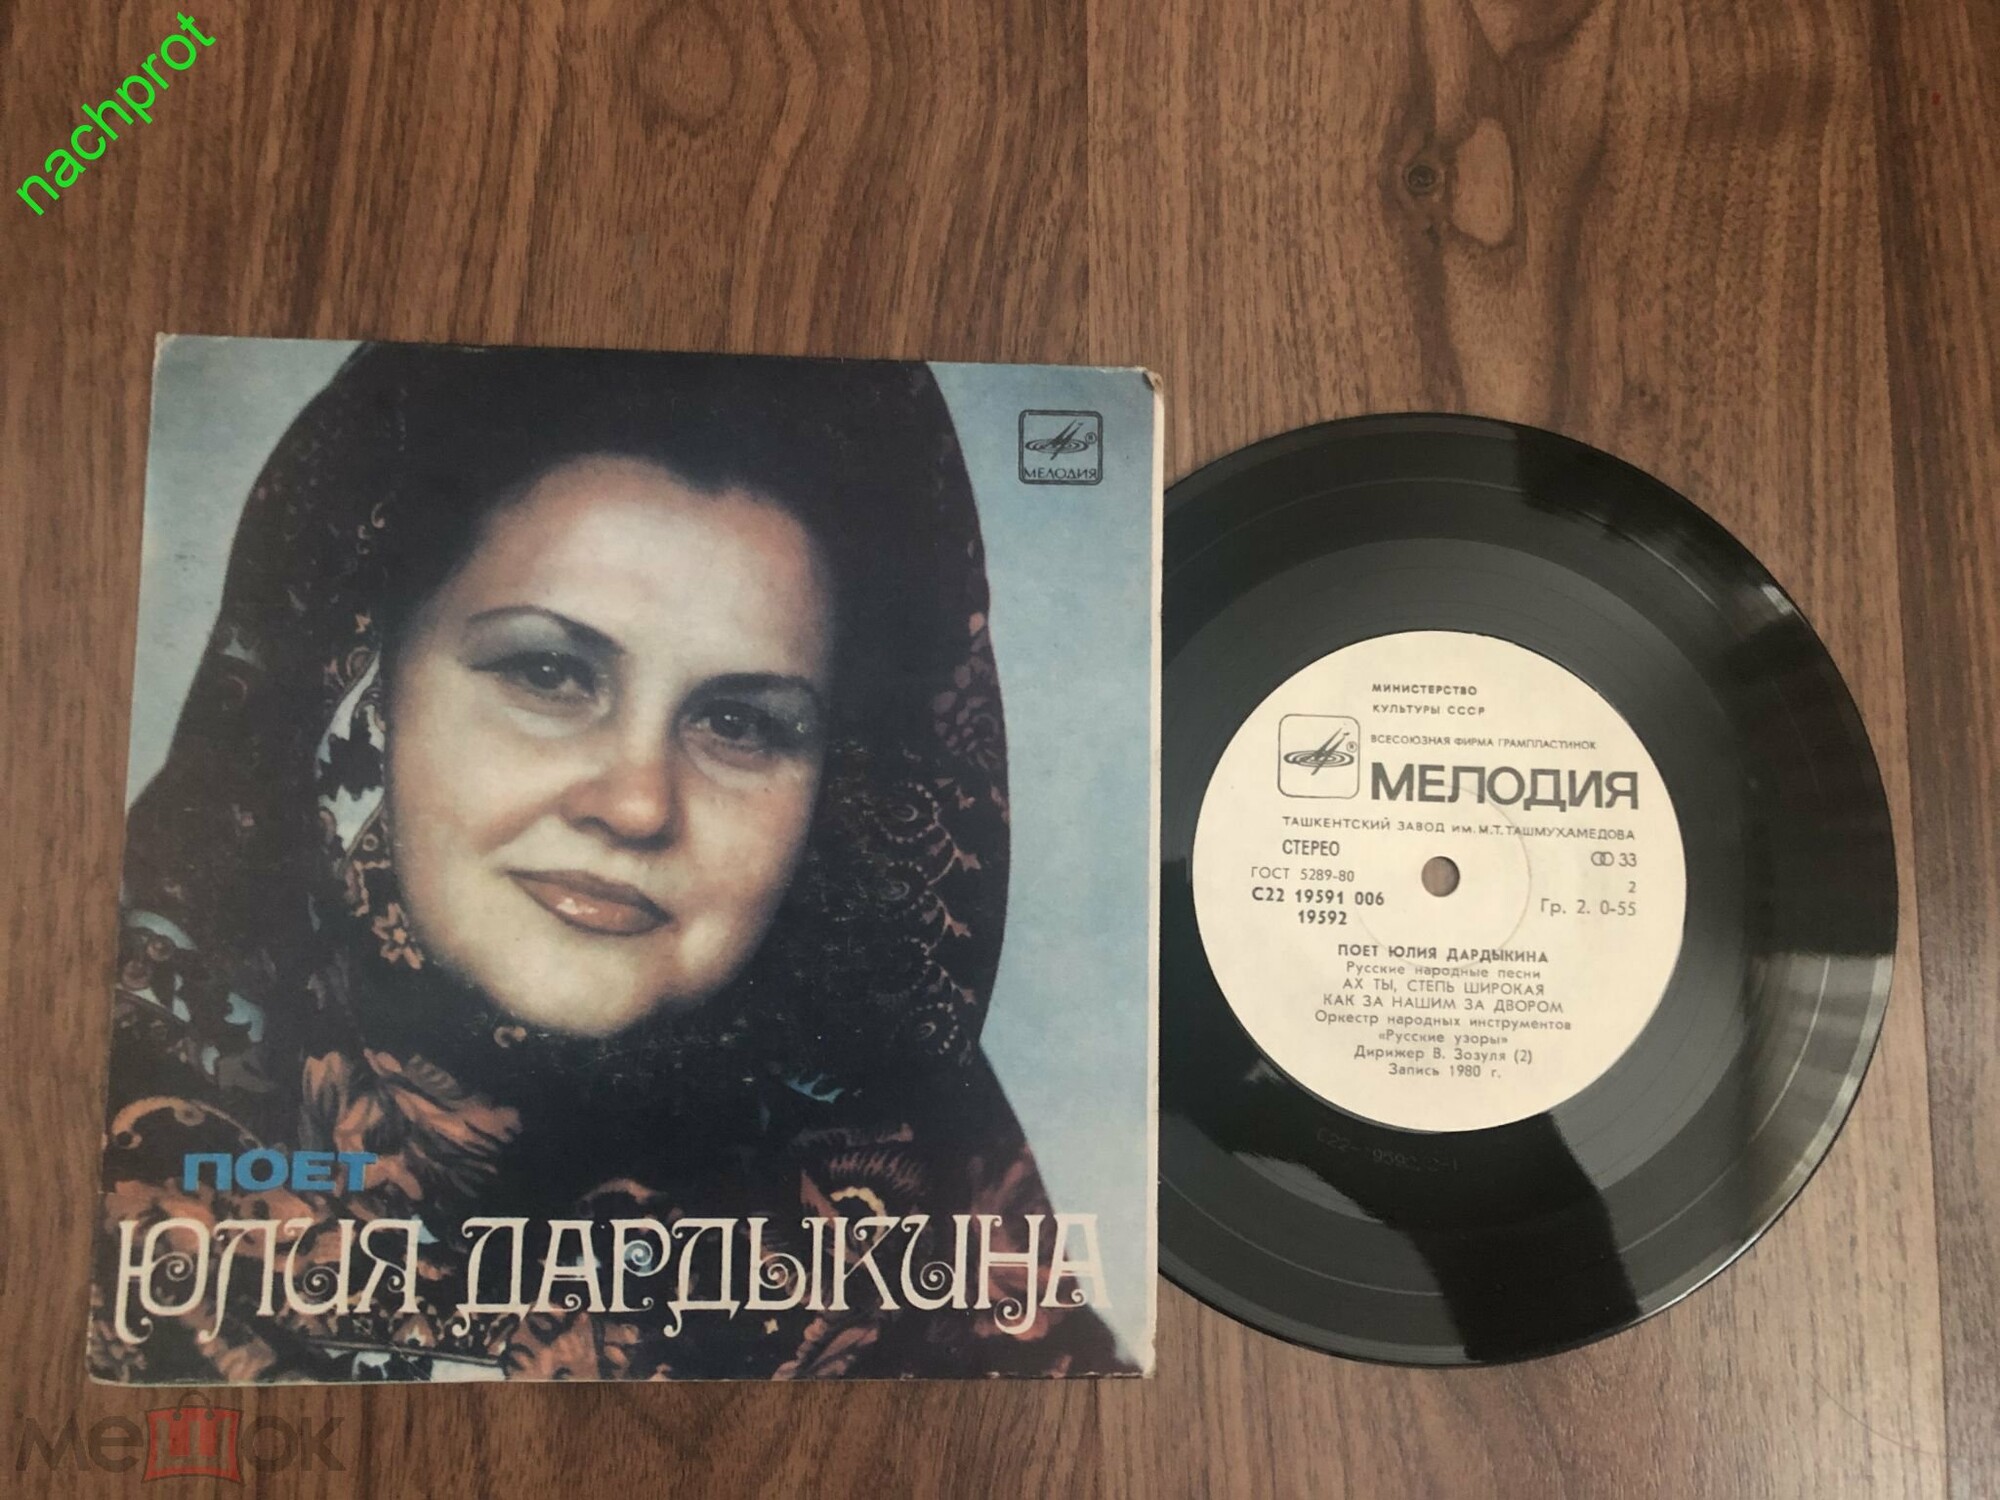 nachprot
МЕЛОДИЯ
ПОЕТ
ЮЛИЯ ДАРДЫКИНА
МИНИСТЕРСТВО
КУЛЬТУРЫ СССР
ВСЕСОЮЗНАЯ ФИРМА ГРАМПЛАСТИНОК
МЕЛОДИЯ
ТАШКЕНТСКИЙ ЗАВОД ИМ. М.Т. ТАШМУХАМЕДОВА
СТЕРЕО
33
ГОСТ 5289-80
2
С22 19591 006
Гр. 2. 0-55
19592
ПОЕТ ЮЛИЯ ДАРДЫКИНА
Русские народные песни
АХ ТЫ, СТЕПЬ ШИРОКАЯ
КАК ЗА НАШИМ ЗА ДВОРОМ
Оркестр народных инструментов
«Русские узоры»
Дирижер В. Зозуля (2)
Запись 1980 г.
мешок